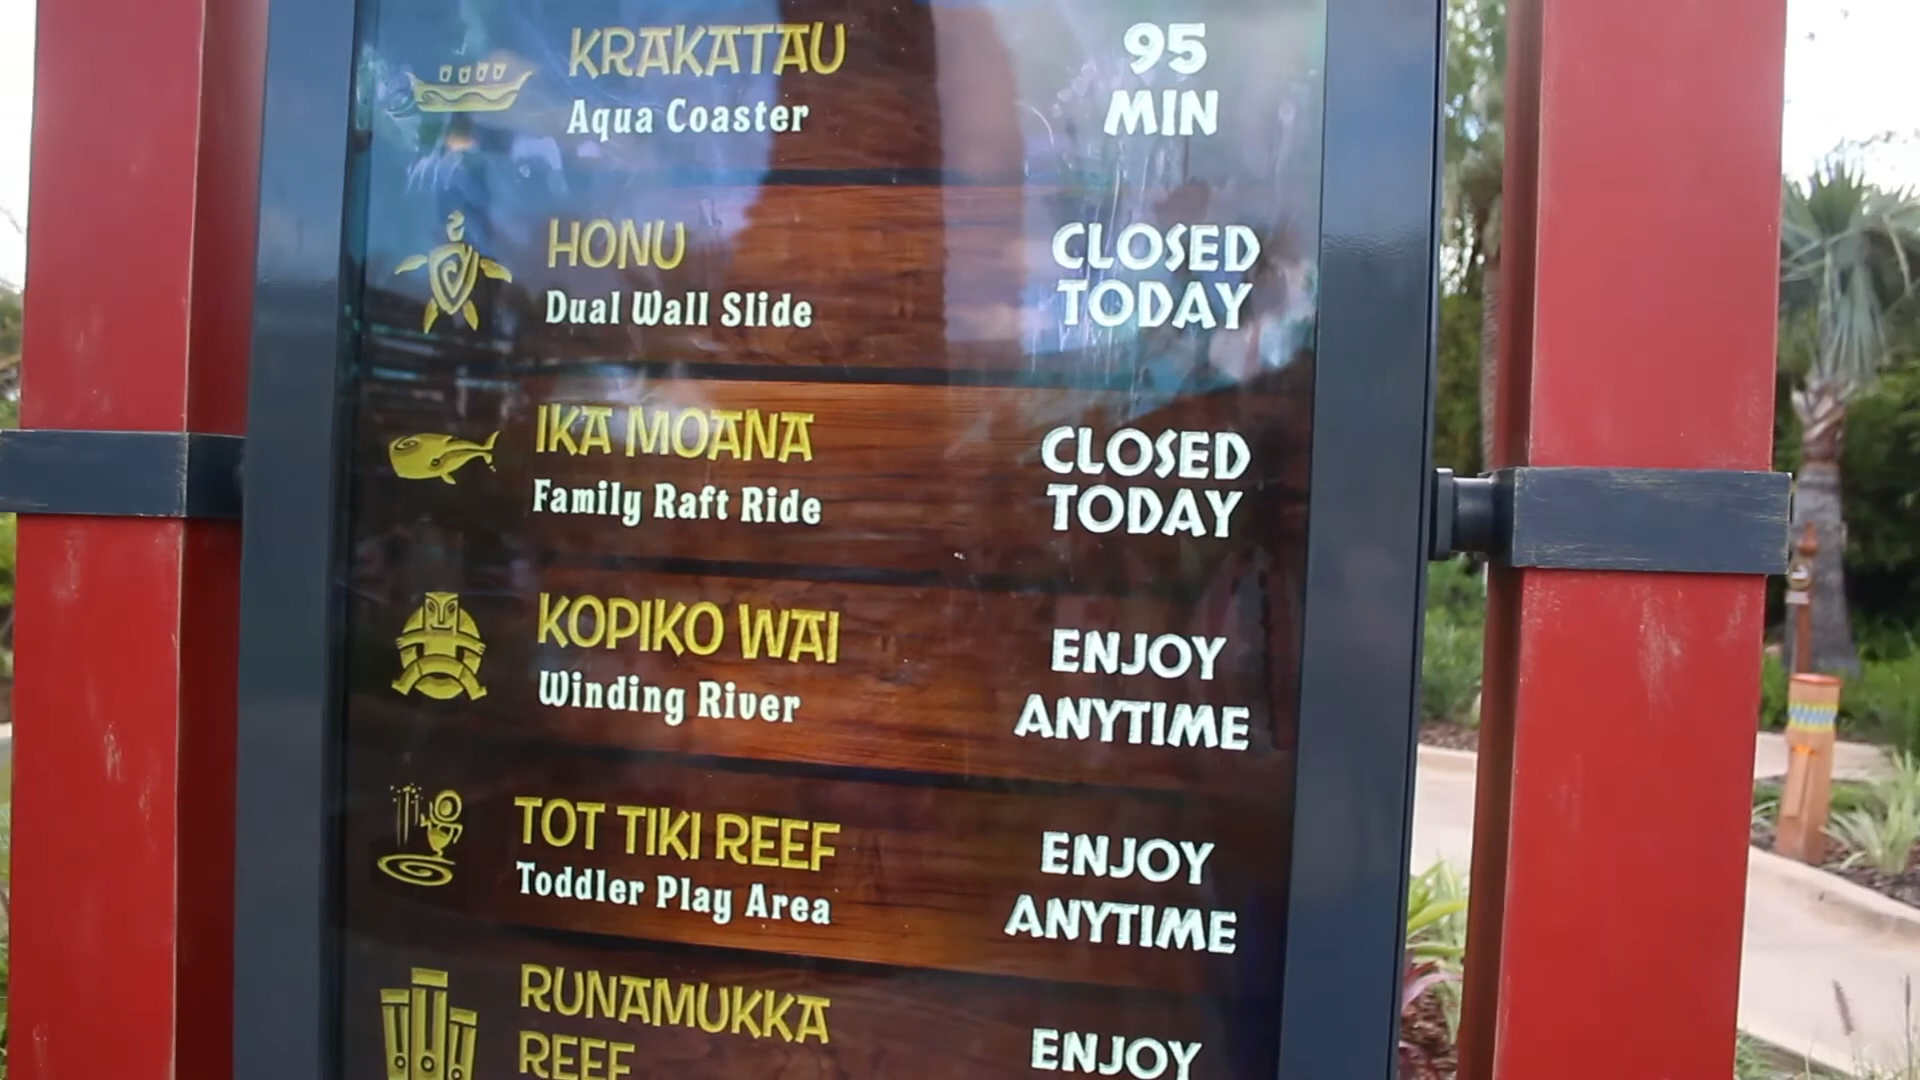 KRAKATAU
Aqua Coaster
95
MIN
HONU
Dual Wall Slide
CLOSED
TODAY
IKA MOANA
Family Raft Ride
CLOSED
TODAY
KOPIKO WAI
Winding River
ENJOY
ANYTIME
TOT TIKI REEF
Toddler Play Area
ENJOY
ANYTIME
RUNAMUKKA
REEF
ENJOY